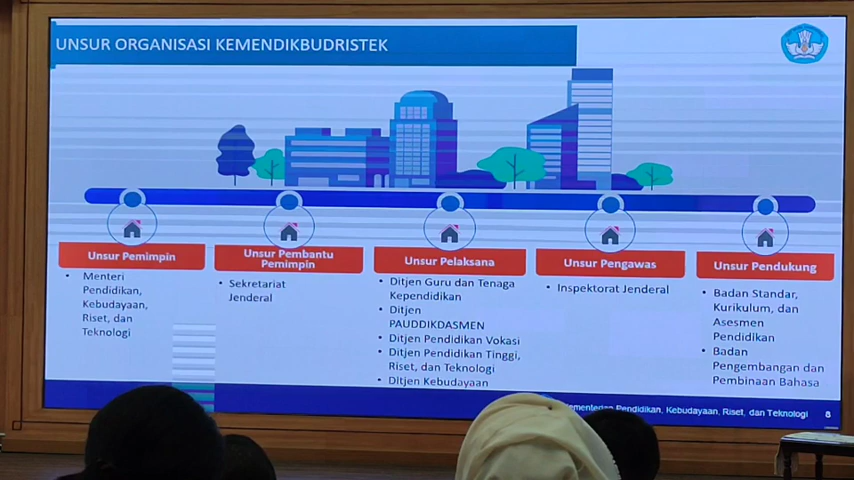 UNSUR ORGANISASI KEMENDIKBUDRISTEK
Unsur Pemimpin
Menteri
Pendidikan,
Kebudayaan,
Riset, dan
Teknologi
Unsur Pembantu
Pemimpin
Sekretariat
Jenderal
Unsur Pelaksana
Ditjen Guru dan Tenaga
Kependidikan
Ditjen
PAUDDIKDASMEN
Ditjen Pendidikan Vokasi
Ditjen Pendidikan Tinggi,
Riset, dan Teknologi
Ditjen Kebudayaan
Unsur Pengawas
Inspektorat Jenderal
Unsur Pendukung
Badan Standar,
Kurikulum, dan
Asesmen
Pendidikan
Badan
Pengembangan dan
Pembinaan Bahasa
Pendidikan, Kebudayaan, Riset, dan Teknologi
8